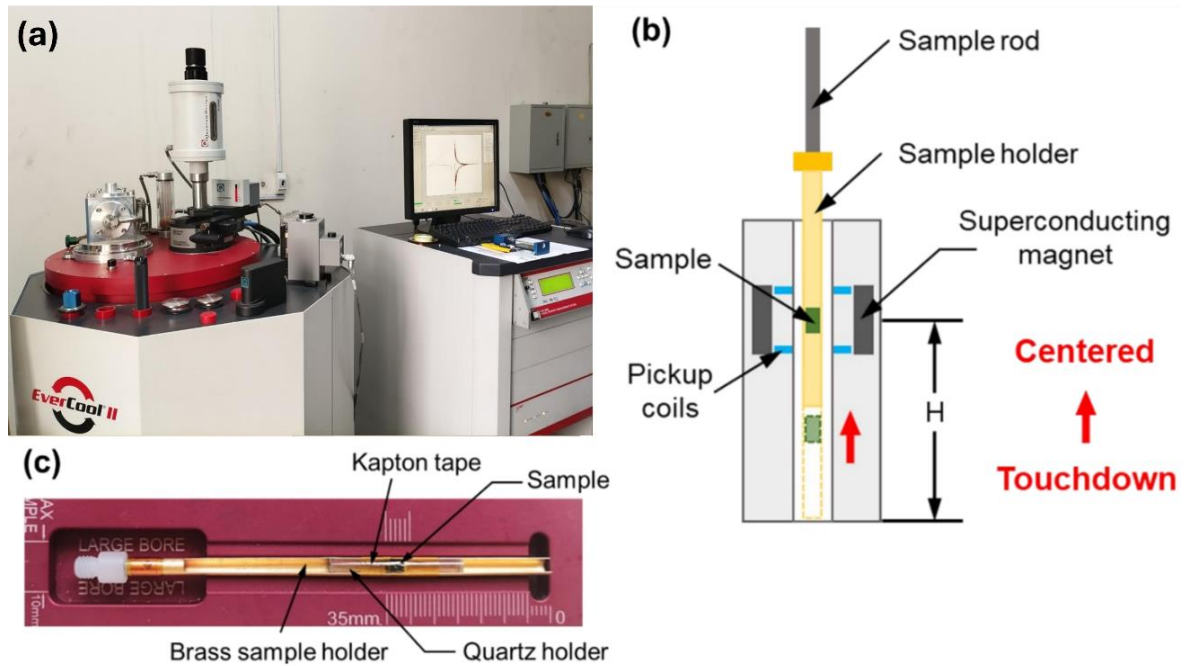 (a)
EverCool II
(b)
Sample rod
Sample holder
Superconducting
magnet
Sample
Pickup
coils
H
Centered
Touchdown
(c)
Kapton tape
Sample
LARGE BORE
LARGE BORE
10mm
35mm
0
Brass sample holder
Quartz holder